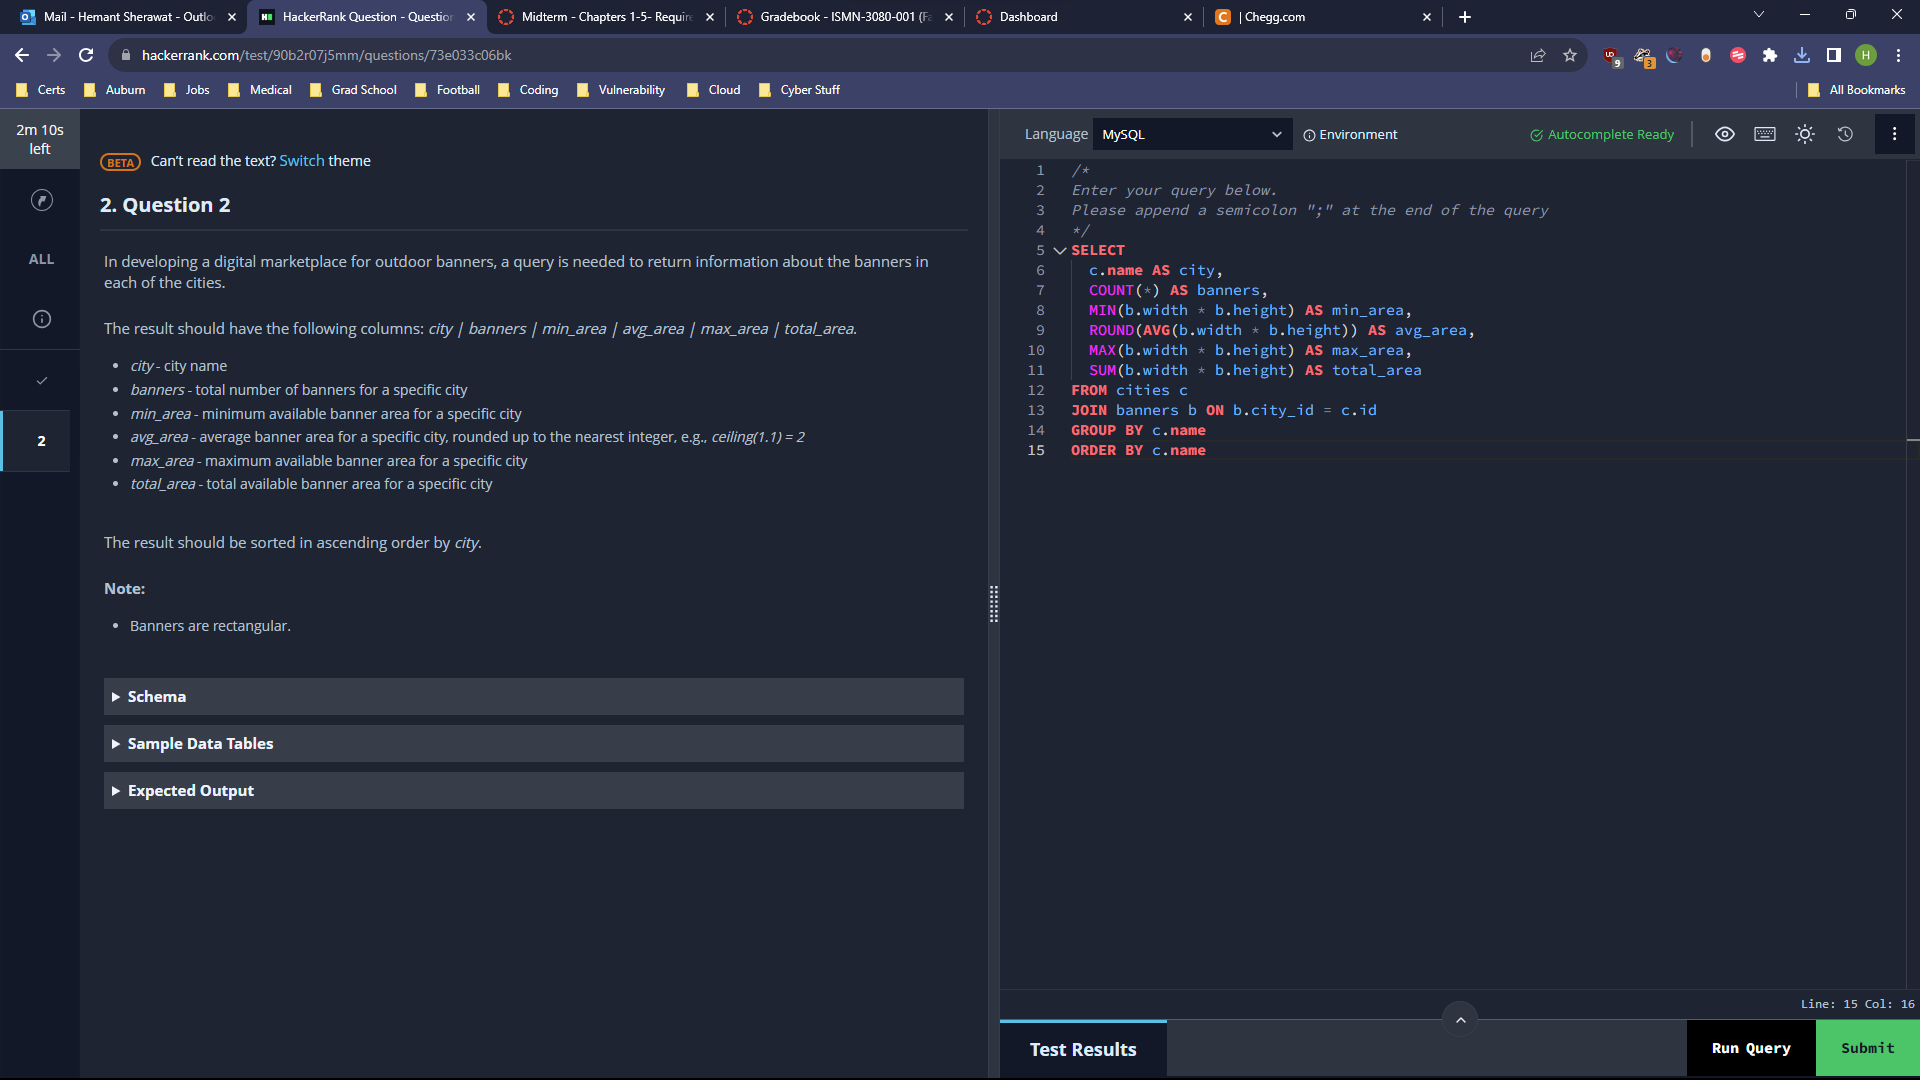 Mail - Hemant Sherawat - Outlo
HackerRank Question - Question
Midterm - Chapters 1-5- Require
Gradebook - ISMN-3080-001 (Fa
Dashboard
| Chegg.com
hackerrank.com/test/90b2r07j5mm/questions/73e033c06bk
9
3
H
Certs
Auburn
Jobs
Medical
Grad School
Football
Coding
Vulnerability
Cloud
Cyber Stuff
All Bookmarks
2m 10s
left
ALL
2
BETA Can't read the text? Switch theme
2. Question 2
In developing a digital marketplace for outdoor banners, a query is needed to return information about the banners in
each of the cities.
The result should have the following columns: city | banners | min_area | avg_area | max_area | total_area.
• city - city name
• banners - total number of banners for a specific city
• min_area - minimum available banner area for a specific city
• avg_area - average banner area for a specific city, rounded up to the nearest integer, e.g., ceiling(1.1) = 2
• max_area - maximum available banner area for a specific city
• total_area - total available banner area for a specific city
The result should be sorted in ascending order by city.
Note:
• Banners are rectangular.
Schema
Sample Data Tables
Expected Output
Language MySQL Environment Autocomplete Ready
1 /*
2 Enter your query below.
3 Please append a semicolon ";" at the end of the query
4 */
5 SELECT
6 c.name AS city,
7 COUNT(*) AS banners,
8 MIN(b.width * b.height) AS min_area,
9 ROUND(AVG(b.width * b.height)) AS avg_area,
10 MAX(b.width * b.height) AS max_area,
11 SUM(b.width * b.height) AS total_area
12 FROM cities c
13 JOIN banners b ON b.city_id = c.id
14 GROUP BY c.name
15 ORDER BY c.name
Line: 15 Col: 16
Test Results
Run Query
Submit